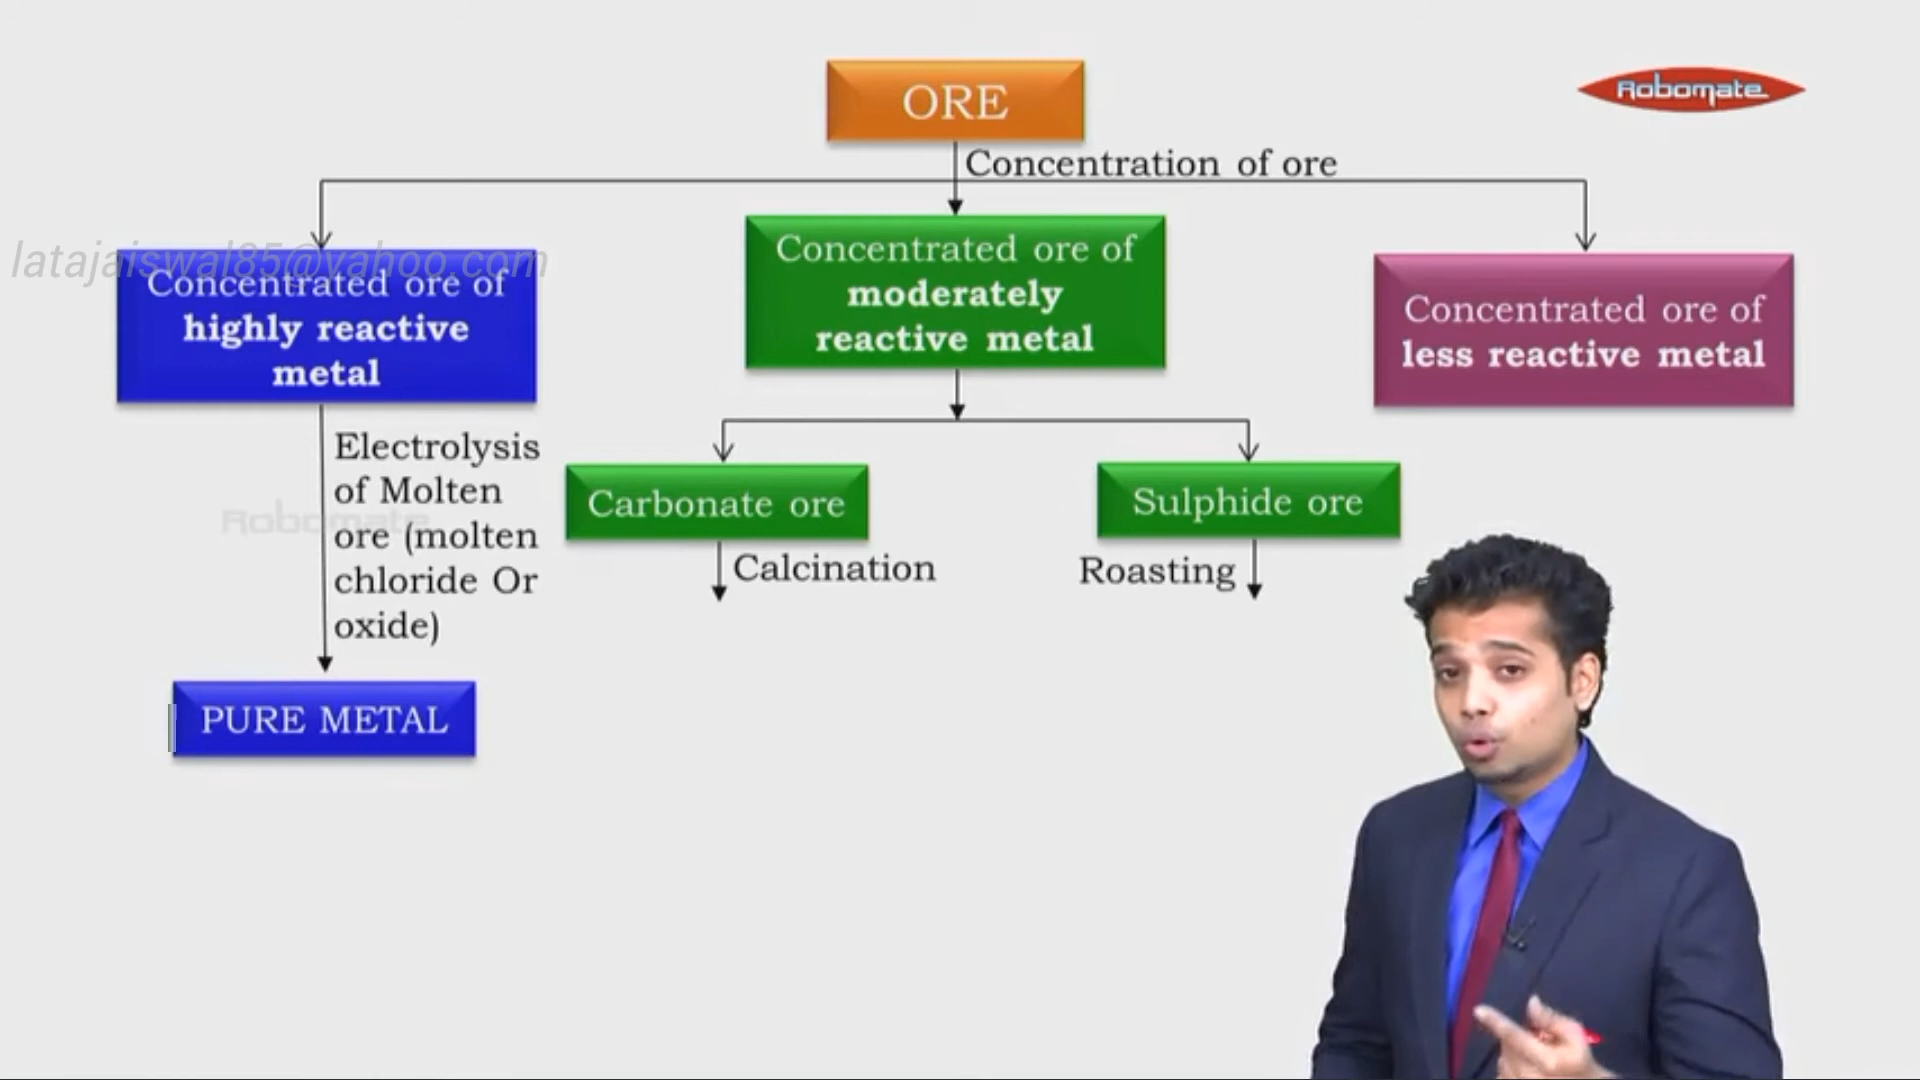 ORE
Robomate
Concentration of ore
latajaiswal85@yahoo.com
Concentrated ore of
highly reactive
metal
Concentrated ore of
moderately
reactive metal
Concentrated ore of
less reactive metal
Electrolysis
of Molten
ore (molten
chloride Or
oxide)
Robomate
Carbonate ore
Sulphide ore
Calcination
Roasting
PURE METAL